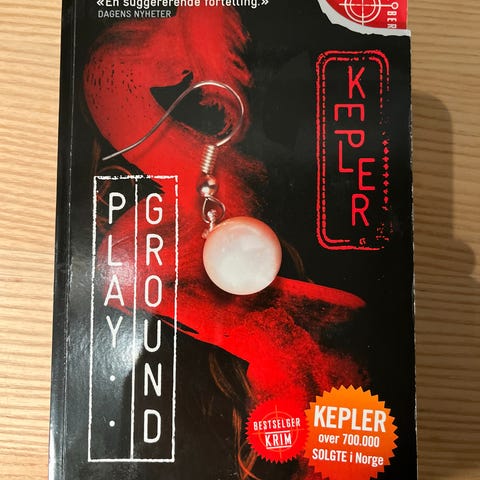 «En suggererende fortelling.»
DAGENS NYHETER
KEPLER
PLAY
GROUND
BESTSELGER
KRIM
KEPLER
over 700.000
SOLGTE i Norge